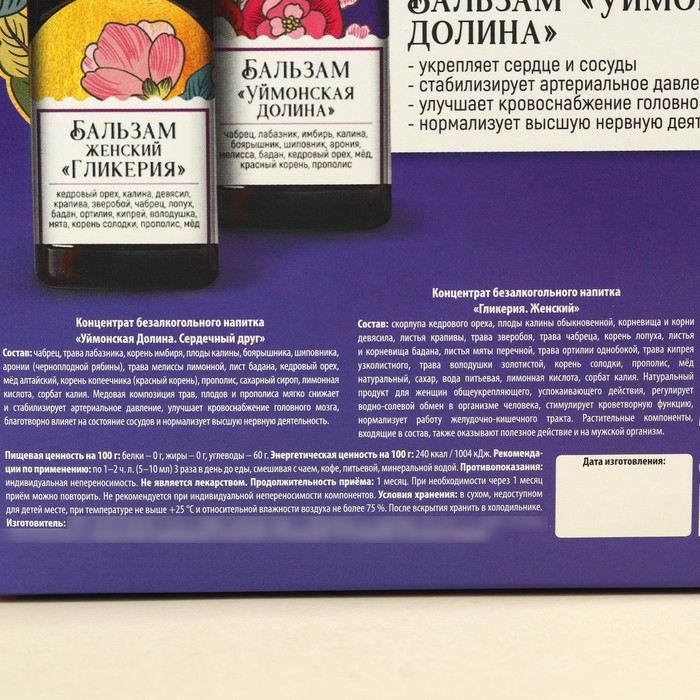 БАЛЬЗАМ «УЙМОН
ДОЛИНА»
- укрепляет сердце и сосуды
- стабилизирует артериальное давле
- улучшает кровоснабжение головно
- нормализует высшую нервную деят
БАЛЬЗАМ
«УЙМОНСКАЯ
ДОЛИНА»
чабрец, лабазник, имбирь, калина,
боярышник, шиповник, арония,
мелисса, бадан, кедровый орех, мёд,
красный корень, прополис
БАЛЬЗАМ
ЖЕНСКИЙ
«ГЛИКЕРИЯ»
кедровый орех, калина, девясил,
крапива, зверобой, чабрец, лопух,
бадан, ортилия, кипрей, володушка,
мята, корень солодки, прополис, мёд
Концентрат безалкогольного напитка
«Уймонская Долина. Сердечный друг»
Состав: чабрец, трава лабазника, корень имбиря, плоды калины, боярышника, шиповника,
аронии (черноплодной рябины), трава мелиссы лимонной, лист бадана, кедровый орех,
мёд алтайский, корень копеечника (красный корень), прополис, сахарный сироп, лимонная
кислота, сорбат калия. Медовая композиция трав, плодов и прополиса мягко снижает
и стабилизирует артериальное давление, улучшает кровоснабжение головного мозга,
благотворно влияет на состояние сосудов и нормализует высшую нервную деятельность.
Концентрат безалкогольного напитка
«Гликерия. Женский»
Состав: скорлупа кедрового ореха, плоды калины обыкновенной, корневища и корни
девясила, листья крапивы, трава зверобоя, трава чабреца, корень лопуха, листья
и корневища бадана, листья мяты перечной, трава ортилии однобокой, трава кипрея
узколистного, трава володушки золотистой, корень солодки, прополис, мёд
натуральный, сахар, вода питьевая, лимонная кислота, сорбат калия. Натуральный
продукт для женщин общеукрепляющего, успокаивающего действия, регулирует
водно-солевой обмен в организме человека, стимулирует кроветворную функцию,
нормализует работу желудочно-кишечного тракта. Растительные компоненты,
входящие в состав, также оказывают полезное действие и на мужской организм.
Пищевая ценность на 100 г: белки – 0 г, жиры – 0 г, углеводы – 60 г. Энергетическая ценность на 100 г: 240 ккал / 1004 кДж. Рекоменда-
ции по применению: по 1–2 ч. л. (5–10 мл) 3 раза в день до еды, смешивая с чаем, кофе, питьевой, минеральной водой. Противопоказания:
индивидуальная непереносимость. Не является лекарством. Продолжительность приёма: 1 месяц. При необходимости через 1 месяц
приём можно повторить. Не рекомендуется при индивидуальной непереносимости компонентов. Условия хранения: в сухом, недоступном
для детей месте, при температуре не выше +25 °С и относительной влажности воздуха не более 75 %. После вскрытия хранить в холодильнике.
Изготовитель:
Дата изготовления: